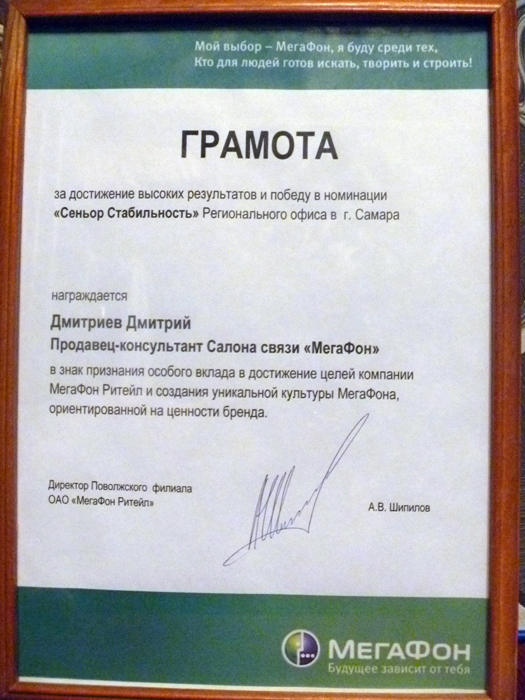 Мой выбор – МегаФон, я буду среди тех,
Кто для людей готов искать, творить и строить!
ГРАМОТА
за достижение высоких результатов и победу в номинации
«Сеньор Стабильность» Регионального офиса в г. Самара
награждается
Дмитриев Дмитрий
Продавец-консультант Салона связи «МегаФон»
в знак признания особого вклада в достижение целей компании
МегаФон Ритейл и создания уникальной культуры МегаФона,
ориентированной на ценности бренда.
Директор Поволжского филиала
ОАО «МегаФон Ритейл»
А.В. Шипилов
МЕГАФОН
Будущее зависит от тебя